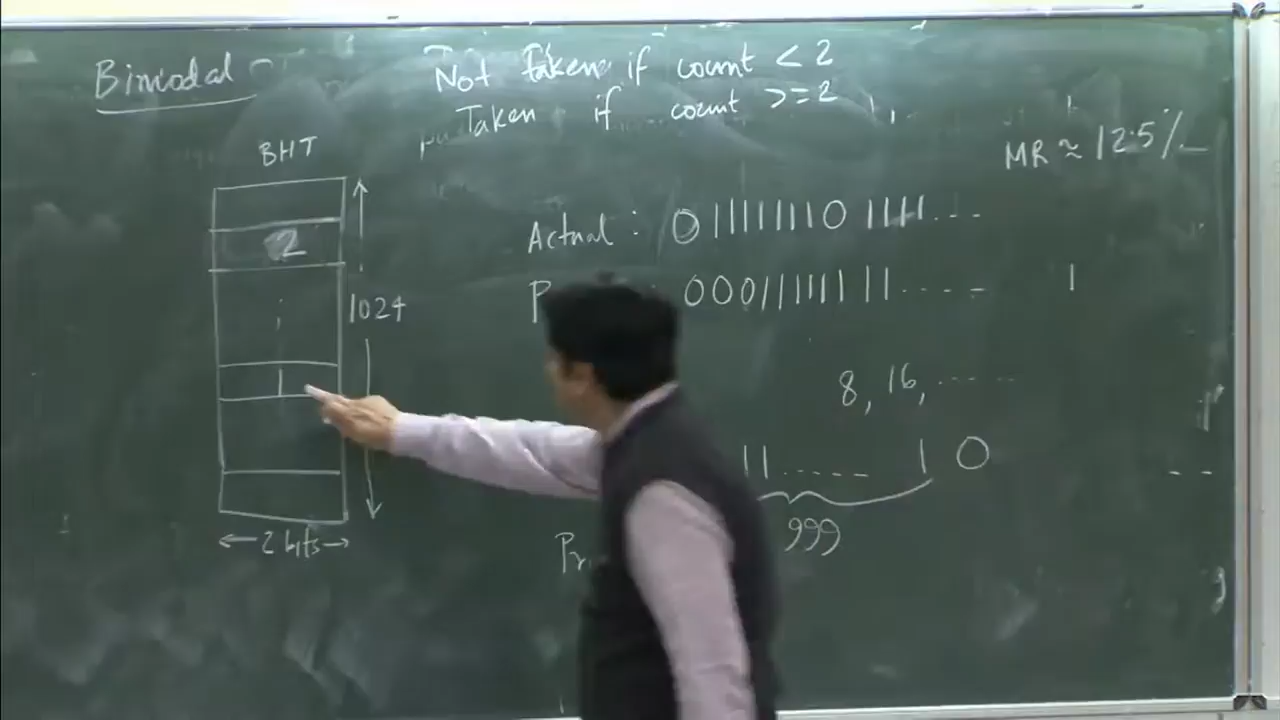 Bimodal -
Not taken if count < 2
Taken if count >= 2
BHT
MR ≈ 12.5%
2
1024
1
2 bits
Actual : 0 1 1 1 1 1 1 1 0 1 1 1 1 1 . . .
0 0 0 1 1 1 1 1 1 1 1 . . . . -
8, 16, . . . . .
1 1 . . . . . . 1 0
999